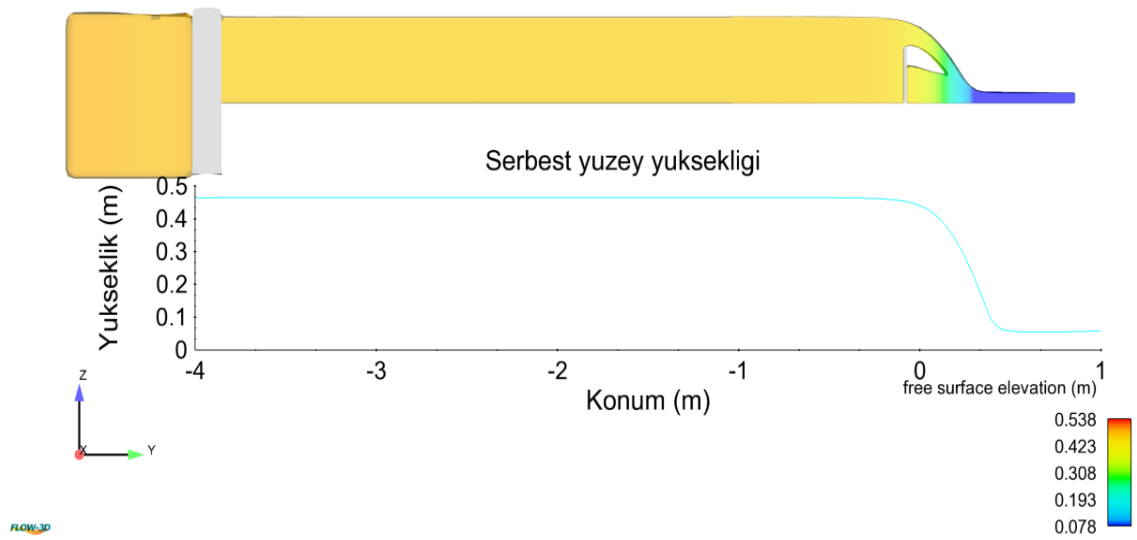 Serbest yuzey yuksekligi
Yukseklik (m)
0.5
0.4
0.3
0.2
0.1
0
-4
-3
-2
-1
0
1
Konum (m)
free surface elevation (m)
0.538
0.423
0.308
0.193
0.078
Z
X
Y
FLOW-3D